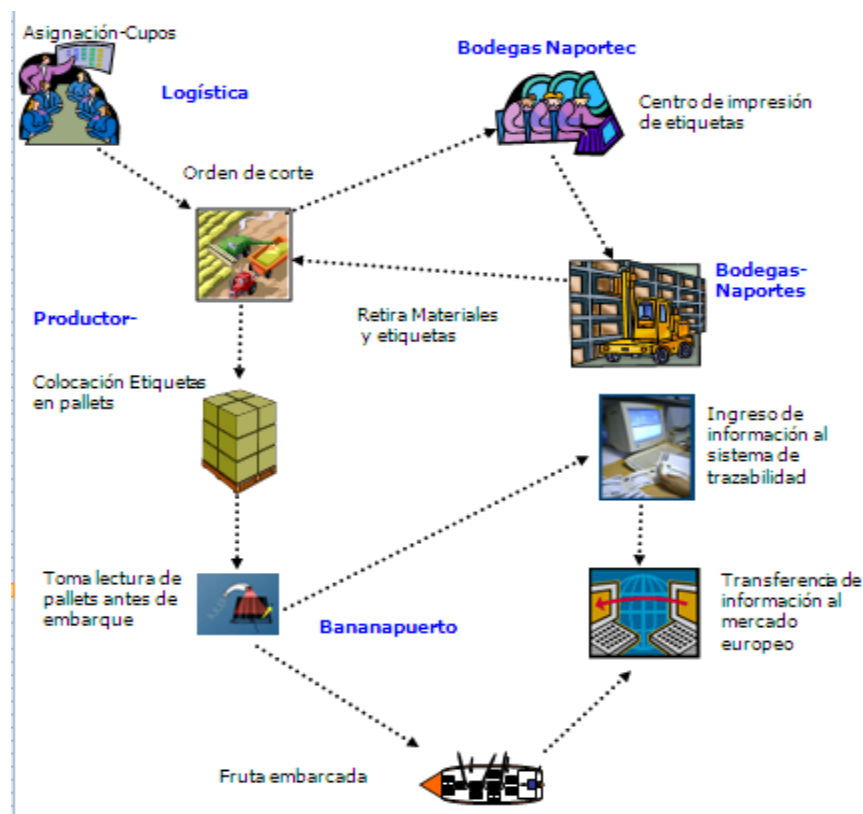 Asignación-Cupos
Logística
Bodegas Naportec
Centro de impresión
de etiquetas
Orden de corte
Bodegas-
Naportes
Retira Materiales
y etiquetas
Productor-
Colocación Etiquetas
en pallets
Ingreso de
información al
sistema de
trazabilidad
Toma lectura de
pallets antes de
embarque
Bananapuerto
Transferencia de
información al
mercado
europeo
Fruta embarcada